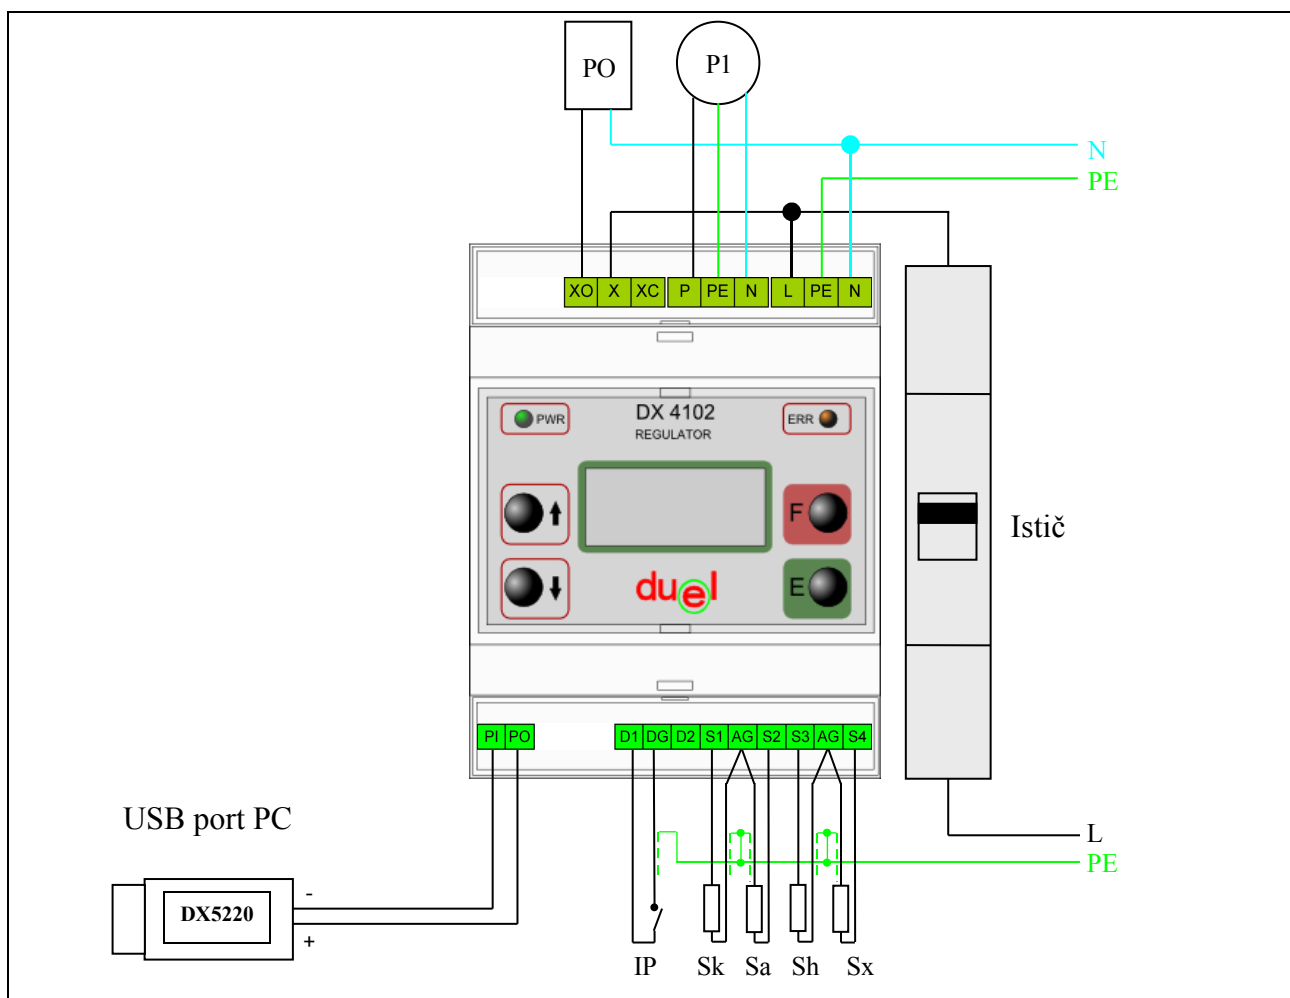 PO
P1
N
PE
XO X XC P PE N L PE N
PWR
DX 4102
REGULATOR
ERR
F
E
duel
Istič
PI PO D1 DG D2 S1 AG S2 S3 AG S4
USB port PC
L
PE
DX5220
-
+
IP Sk Sa Sh Sx